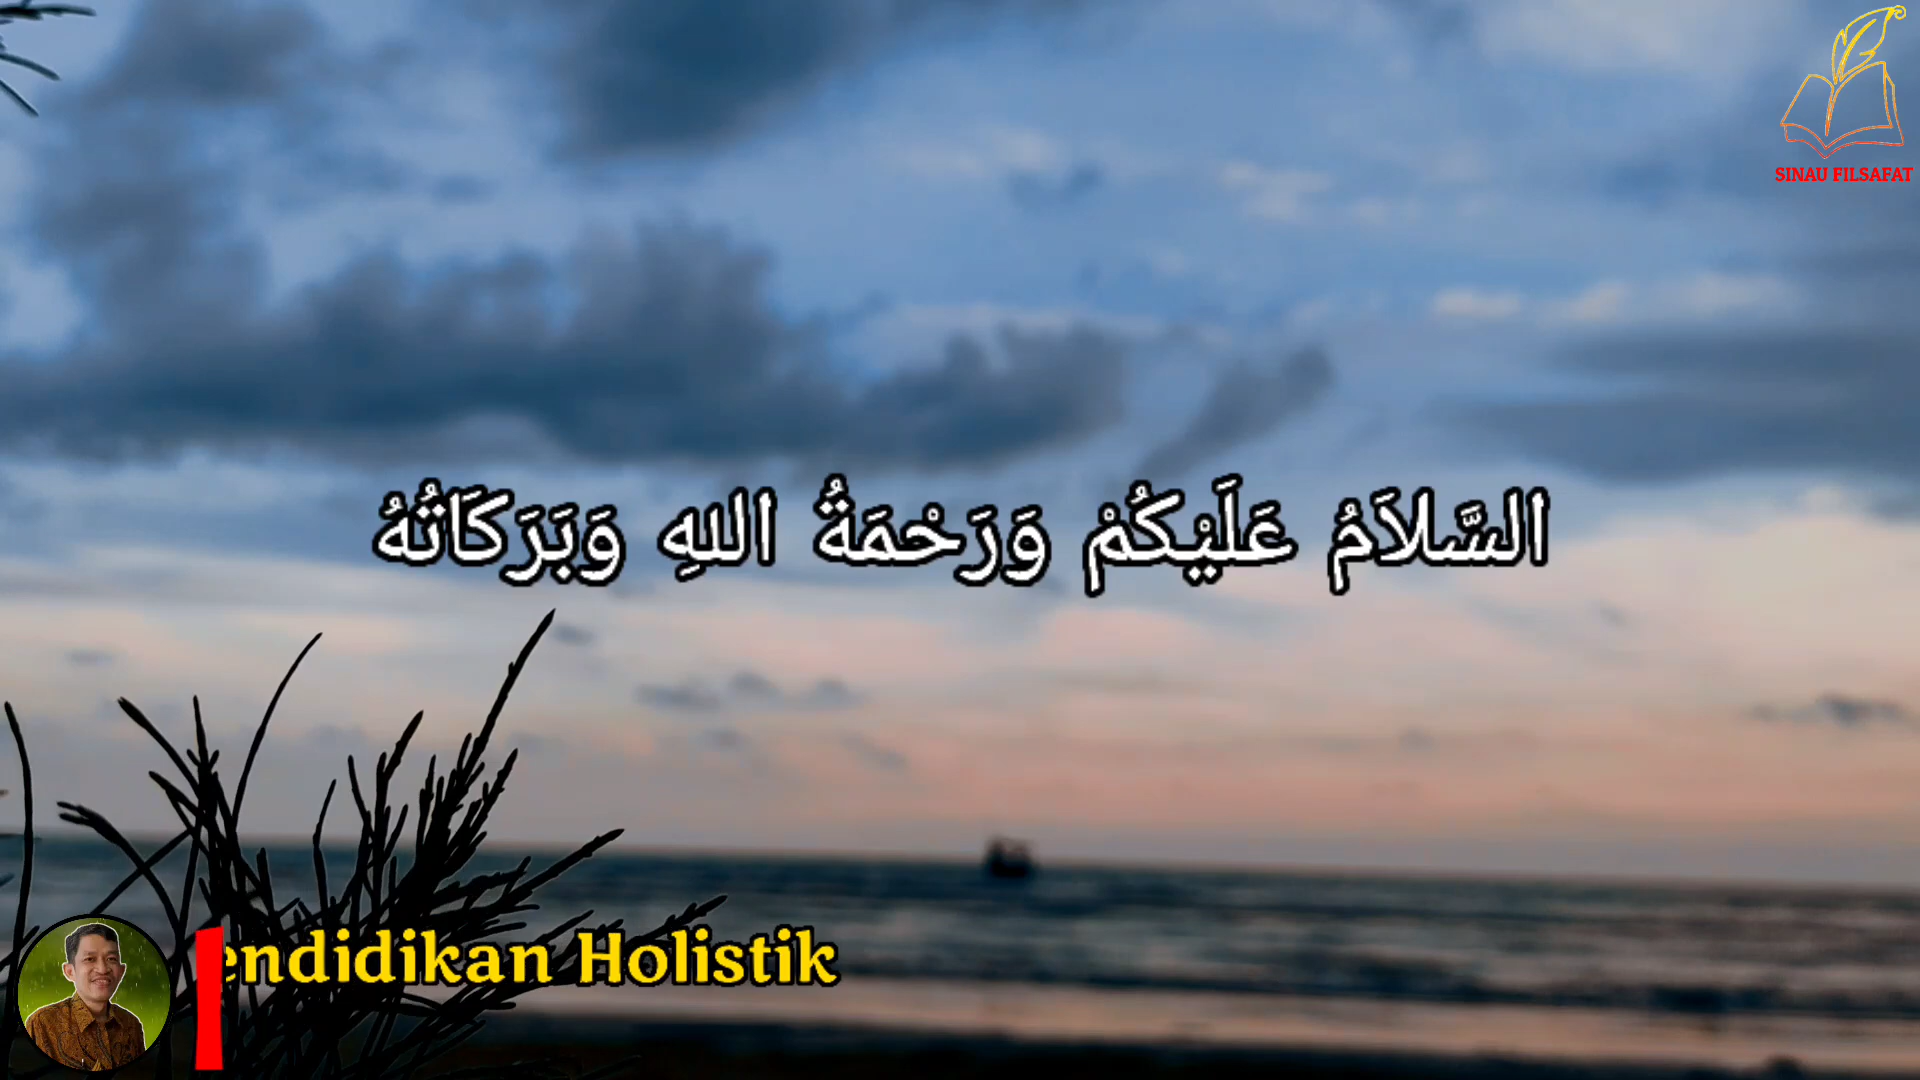 SINAU FILSAFAT
السَّلاَمُ عَلَيْكُمْ وَرَحْمَةُ اللهِ وَبَرَكَاتُهُ
endidikan Holistik